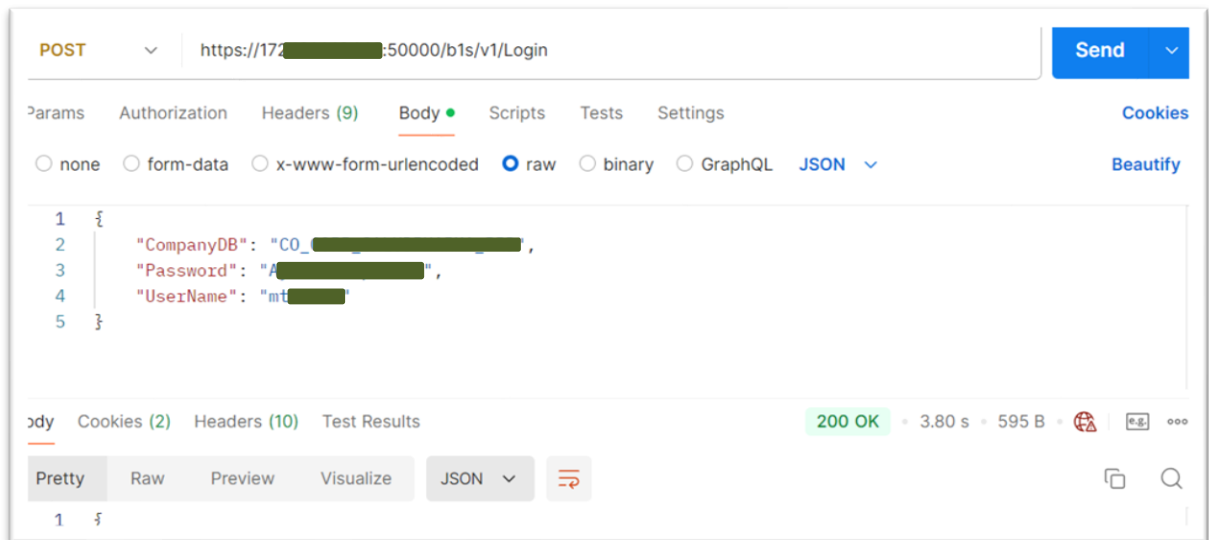 POST https://172 :50000/b1s/v1/Login Send
Params Authorization Headers (9) Body Scripts Tests Settings Cookies
none form-data x-www-form-urlencoded raw binary GraphQL JSON Beautify
1 {
2 "CompanyDB": "CO_ ",
3 "Password": "A ",
4 "UserName": "mt "
5 }
ody Cookies (2) Headers (10) Test Results 200 OK • 3.80 s • 595 B • e.g.
Pretty Raw Preview Visualize JSON
1 {